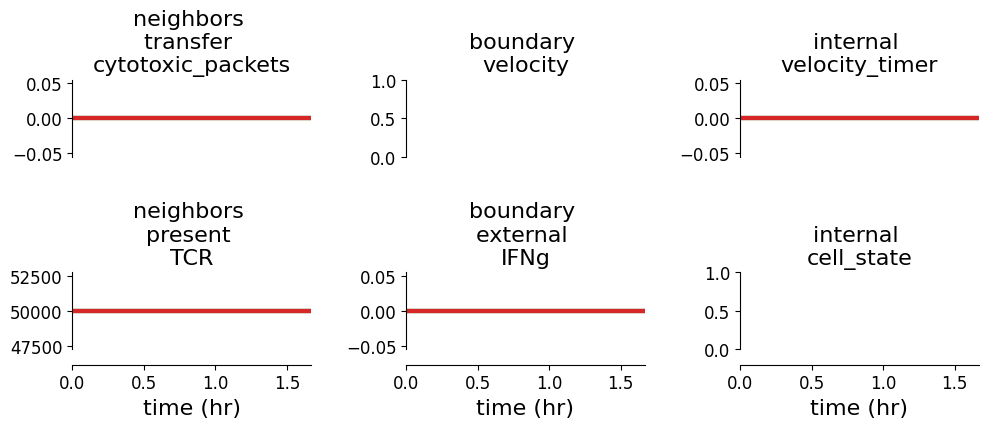 neighbors
transfer
cytotoxic_packets
0.05
0.00
−0.05
boundary
velocity
1.0
0.5
0.0
internal
velocity_timer
0.05
0.00
−0.05
neighbors
present
TCR
52500
50000
47500
0.0 0.5 1.0 1.5
time (hr)
boundary
external
IFNg
0.05
0.00
−0.05
0.0 0.5 1.0 1.5
time (hr)
internal
cell_state
1.0
0.5
0.0
0.0 0.5 1.0 1.5
time (hr)